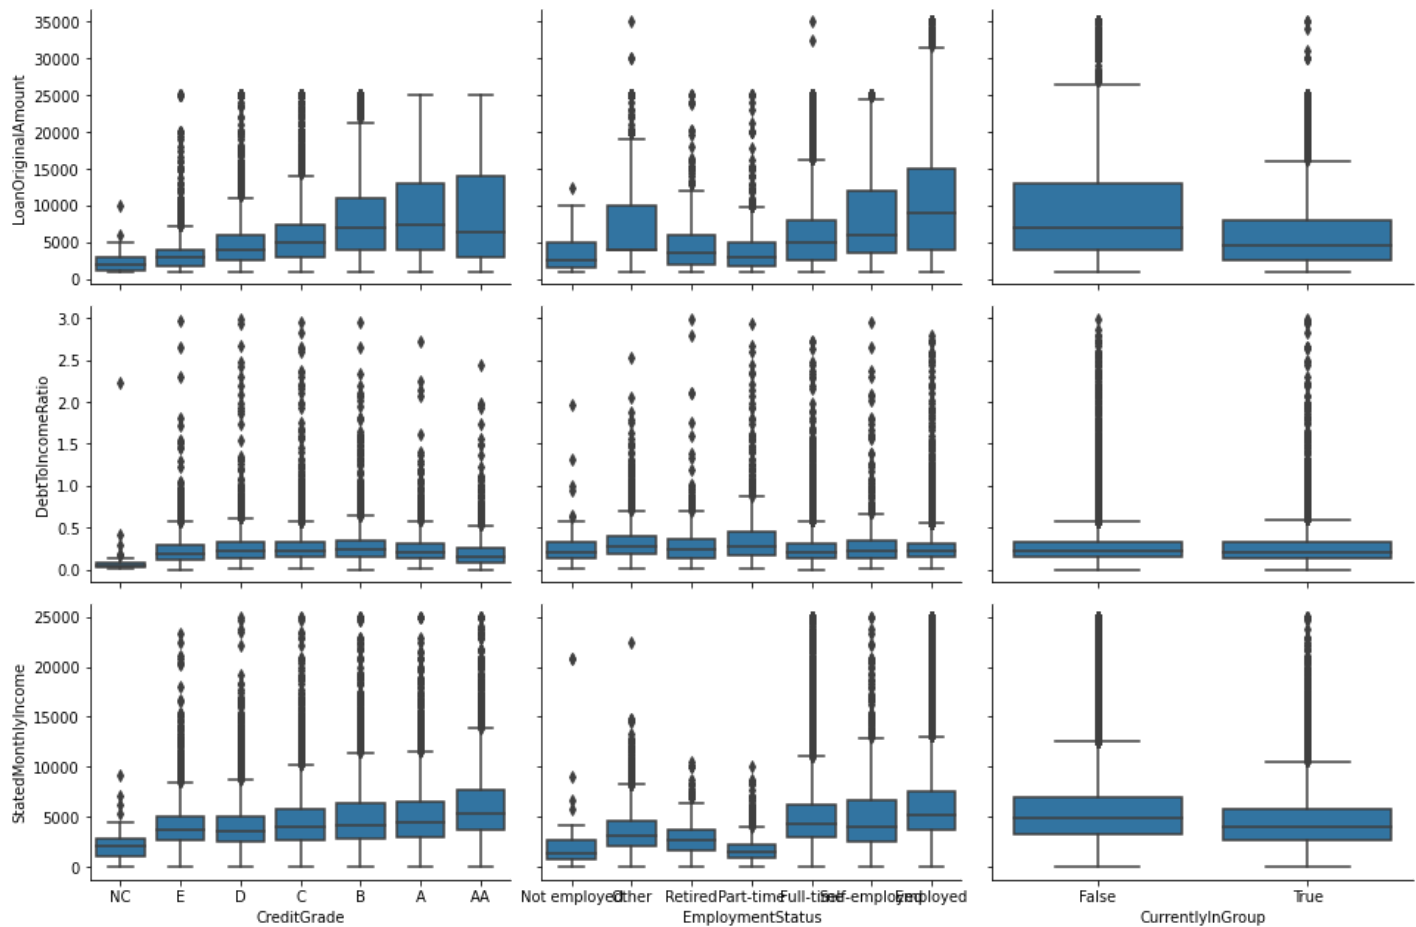 LoanOriginalAmount
35000
30000
25000
20000
15000
10000
5000
0
DebtToIncomeRatio
3.0
2.5
2.0
1.5
1.0
0.5
0.0
StatedMonthlyIncome
25000
20000
15000
10000
5000
0
NC E D C B A AA
CreditGrade
Not employed Other Retired Part-time Full-time Self-employed Employed
EmploymentStatus
False True
CurrentlyInGroup